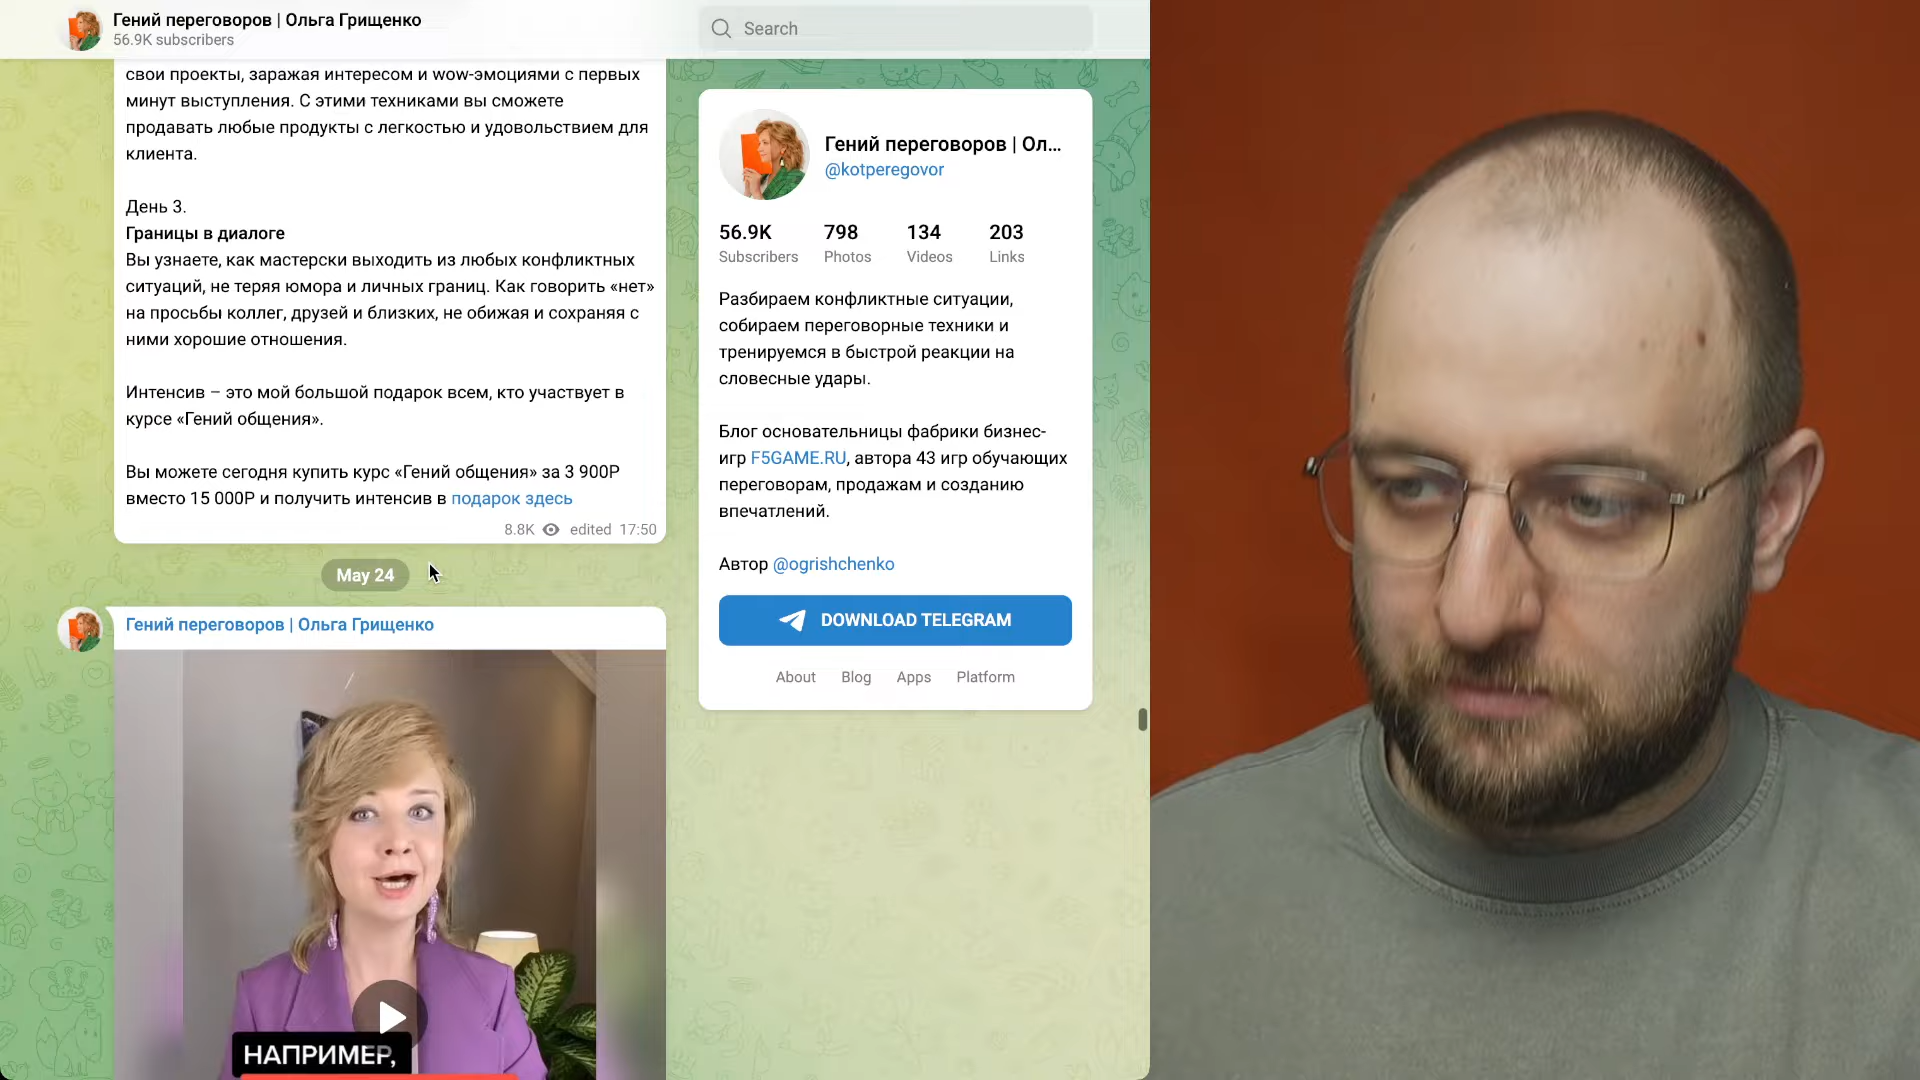 Гений переговоров | Ольга Грищенко
56.9K subscribers
Search
свои проекты, заражая интересом и wow-эмоциями с первых
минут выступления. С этими техниками вы сможете
продавать любые продукты с легкостью и удовольствием для
клиента.
День 3.
Границы в диалоге
Вы узнаете, как мастерски выходить из любых конфликтных
ситуаций, не теряя юмора и личных границ. Как говорить «нет»
на просьбы коллег, друзей и близких, не обижая и сохраняя с
ними хорошие отношения.
Интенсив – это мой большой подарок всем, кто участвует в
курсе «Гений общения».
Вы можете сегодня купить курс «Гений общения» за 3 900Р
вместо 15 000Р и получить интенсив в подарок здесь
8.8K edited 17:50
May 24
Гений переговоров | Ольга Грищенко
НАПРИМЕР,
Гений переговоров | Ол...
@kotperegovor
56.9K 798 134 203
Subscribers Photos Videos Links
Разбираем конфликтные ситуации,
собираем переговорные техники и
тренируемся в быстрой реакции на
словесные удары.
Блог основательницы фабрики бизнес-
игр F5GAME.RU, автора 43 игр обучающих
переговорам, продажам и созданию
впечатлений.
Автор @ogrishchenko
DOWNLOAD TELEGRAM
About Blog Apps Platform